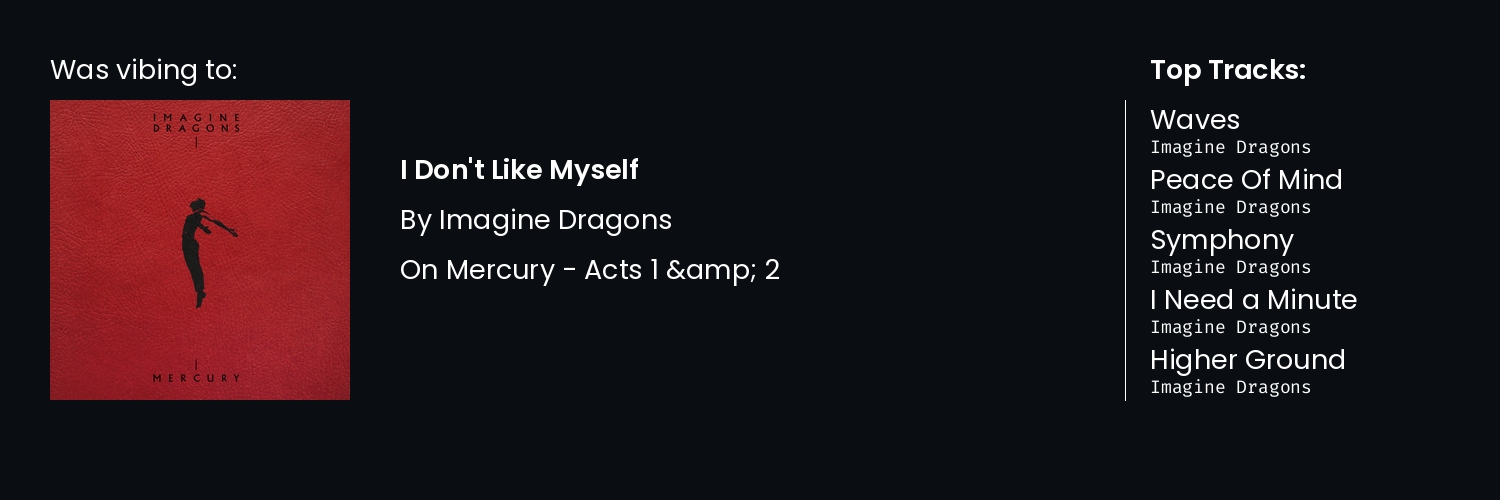 Was vibing to:
IMAGINE
DRAGONS
MERCURY
I Don't Like Myself
By Imagine Dragons
On Mercury - Acts 1 &amp; 2
Top Tracks:
Waves
Imagine Dragons
Peace Of Mind
Imagine Dragons
Symphony
Imagine Dragons
I Need a Minute
Imagine Dragons
Higher Ground
Imagine Dragons